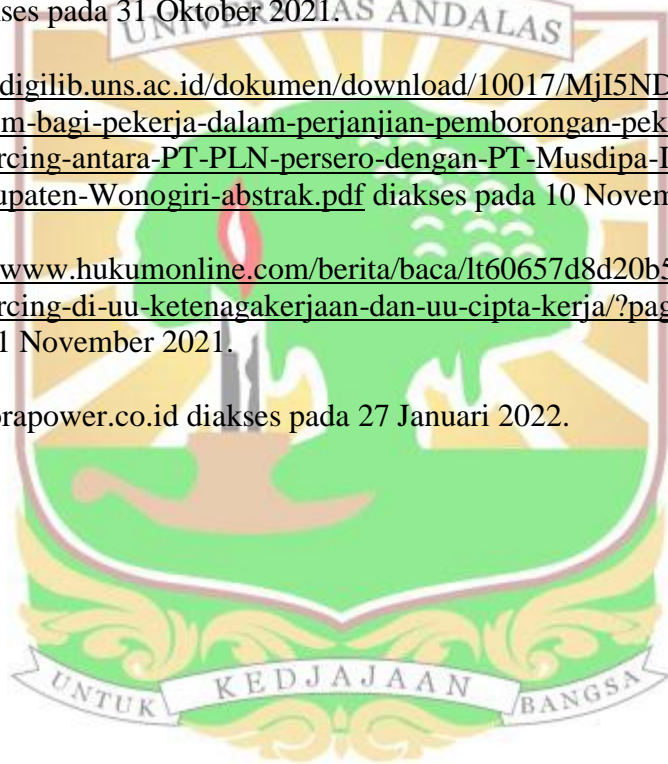 ses pada 31 Oktober 2021.
UNIVERSITAS ANDALAS
digilib.uns.ac.id/dokumen/download/10017/MjI5ND
m-bagi-pekerja-dalam-perjanjian-pemborongan-pek
rcing-antara-PT-PLN-persero-dengan-PT-Musdipa-I
upaten-Wonogiri-abstrak.pdf diakses pada 10 Novem
www.hukumonline.com/berita/baca/lt60657d8d20b5
rcing-di-uu-ketenagakerjaan-dan-uu-cipta-kerja/?pag
1 November 2021.
rapower.co.id diakses pada 27 Januari 2022.
UNTUK KEDJAJAAN BANGSA